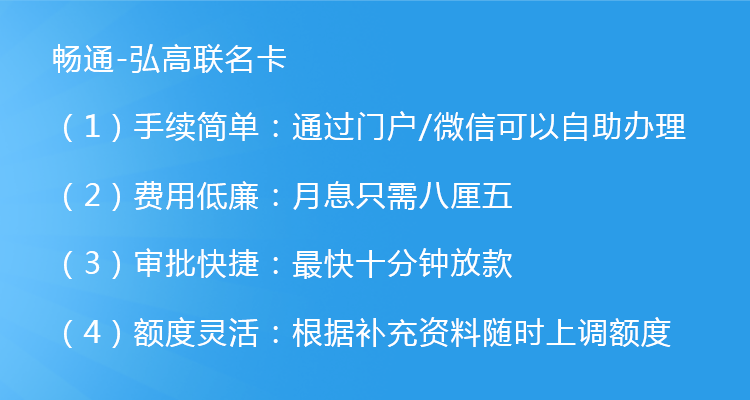 畅通-弘高联名卡
（1）手续简单：通过门户/微信可以自助办理
（2）费用低廉：月息只需八厘五
（3）审批快捷：最快十分钟放款
（4）额度灵活：根据补充资料随时上调额度